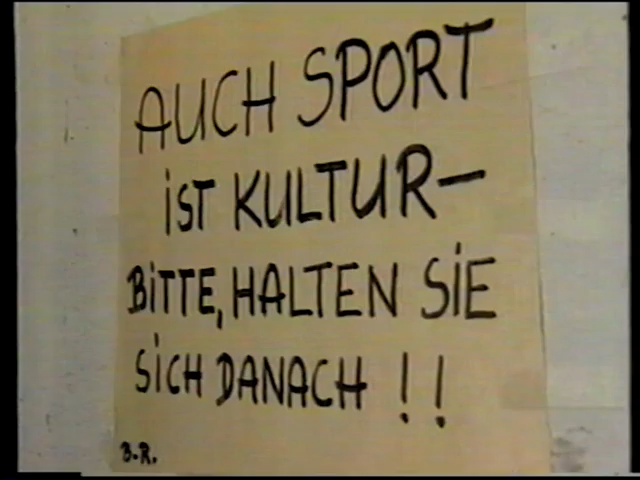 AUCH SPORT
iST KULTUR-
BiTTE, HALTEN SiE
SiCH DANACH !!
B.R.